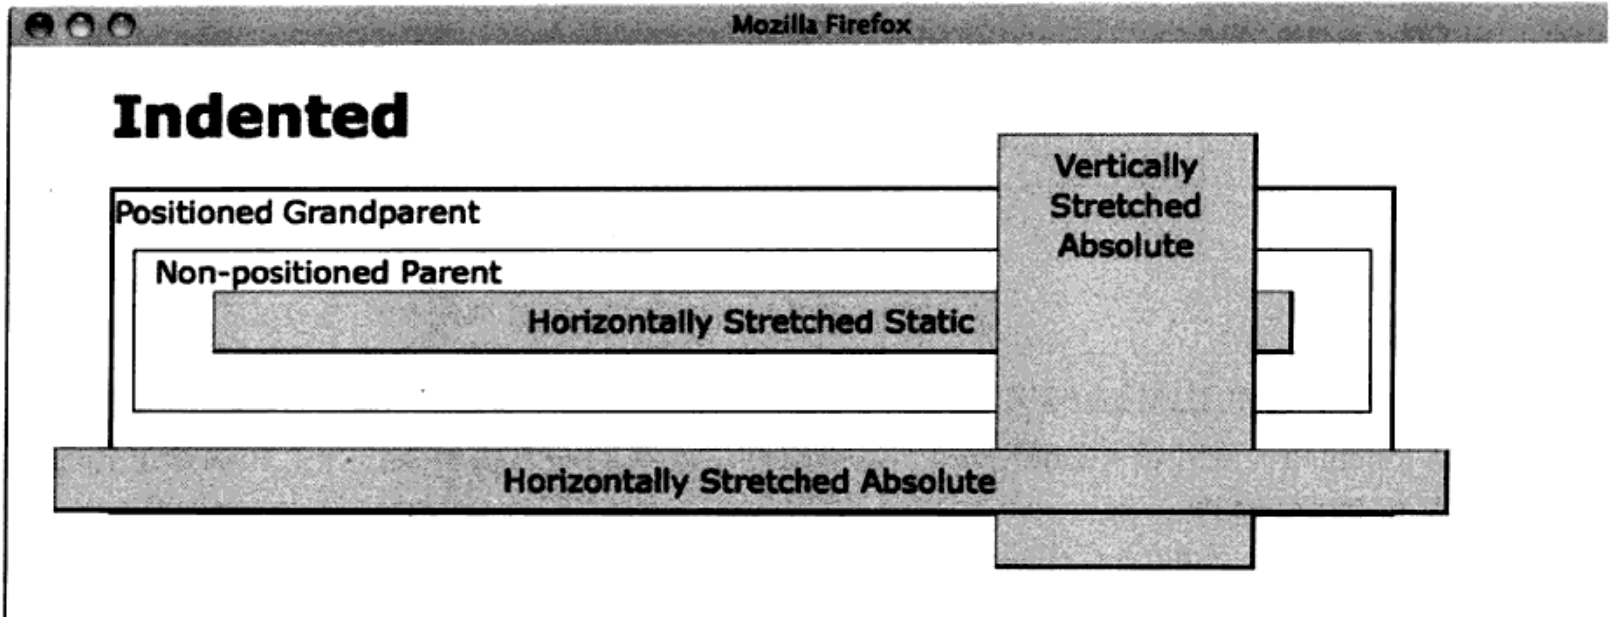 Mozilla Firefox
Indented
Vertically
Stretched
Absolute
Positioned Grandparent
Non-positioned Parent
Horizontally Stretched Static
Horizontally Stretched Absolute